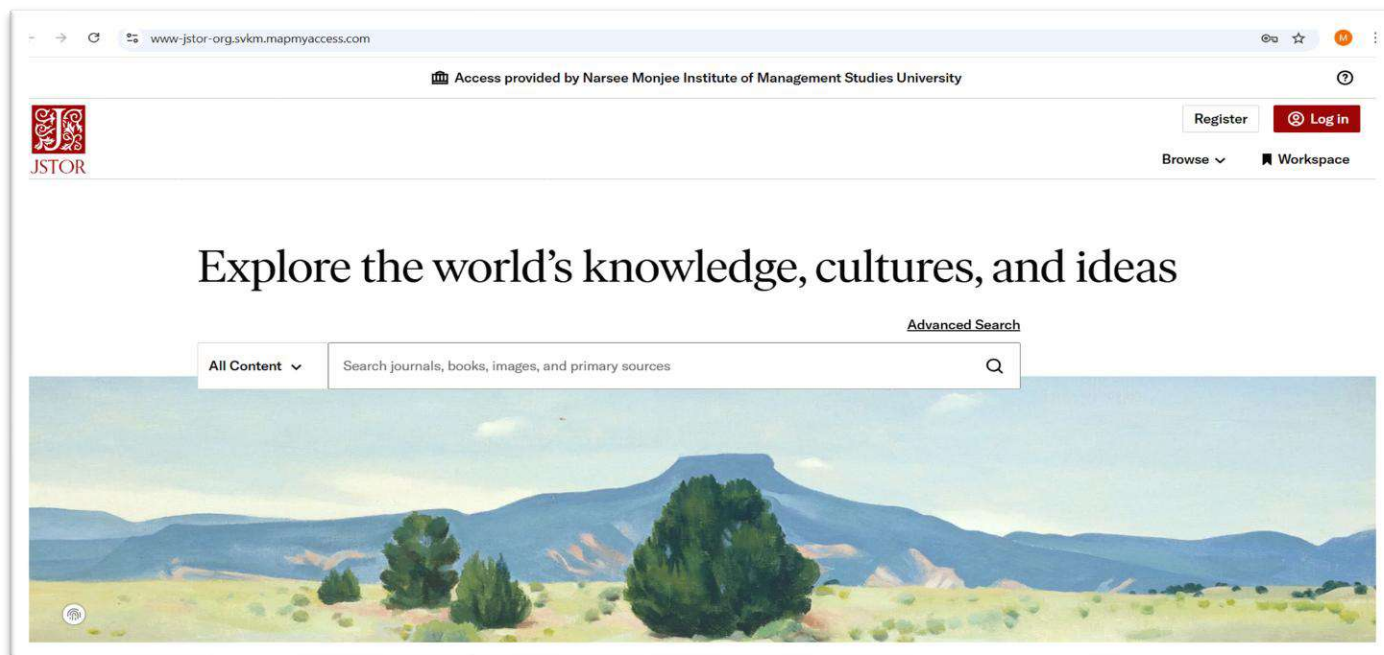 www-jstor-org.svkm.mapmyaccess.com
M
Access provided by Narsee Monjee Institute of Management Studies University
Register
Log in
JSTOR
Browse
Workspace
Explore the world's knowledge, cultures, and ideas
Advanced Search
All Content
Search journals, books, images, and primary sources